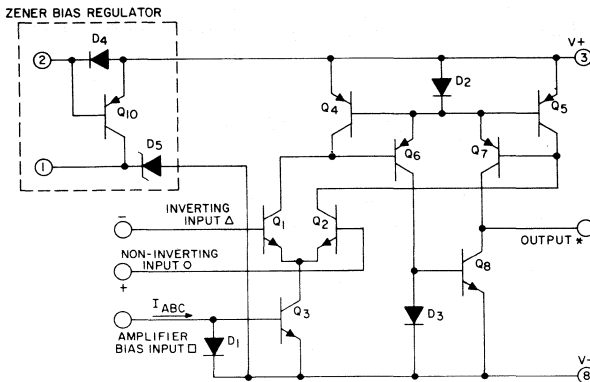 ZENER BIAS REGULATOR
D4
2
Q10
1
D5
V+
3
D2
Q4
Q5
Q6
Q7
INVERTING
INPUT △
−
Q1
Q2
NON-INVERTING
INPUT O
+
OUTPUT *
Q8
IABC
Q3
D3
AMPLIFIER
BIAS INPUT □
D1
V-
8